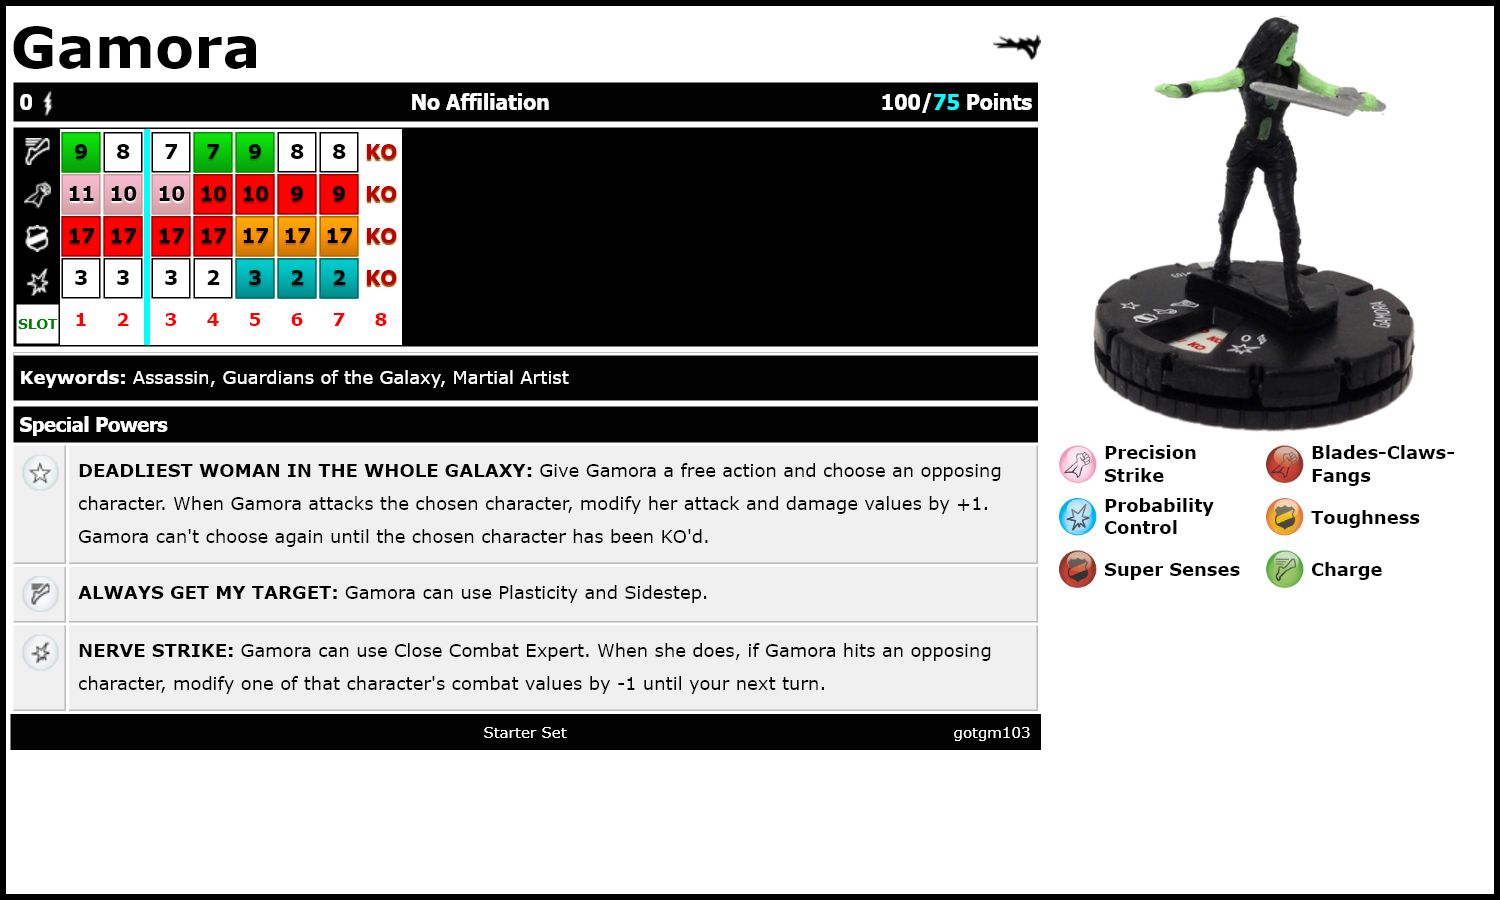 Gamora
0 No Affiliation 100/75 Points
9 8 7 7 9 8 8 KO
11 10 10 10 10 9 9 KO
17 17 17 17 17 17 17 KO
3 3 3 2 3 2 2 KO
SLOT 1 2 3 4 5 6 7 8
Keywords: Assassin, Guardians of the Galaxy, Martial Artist
Special Powers
DEADLIEST WOMAN IN THE WHOLE GALAXY: Give Gamora a free action and choose an opposing
character. When Gamora attacks the chosen character, modify her attack and damage values by +1.
Gamora can't choose again until the chosen character has been KO'd.
ALWAYS GET MY TARGET: Gamora can use Plasticity and Sidestep.
NERVE STRIKE: Gamora can use Close Combat Expert. When she does, if Gamora hits an opposing
character, modify one of that character's combat values by -1 until your next turn.
Starter Set gotgm103
GAMORA
KO
KO
Precision
Strike
Blades-Claws-
Fangs
Probability
Control
Toughness
Super Senses
Charge